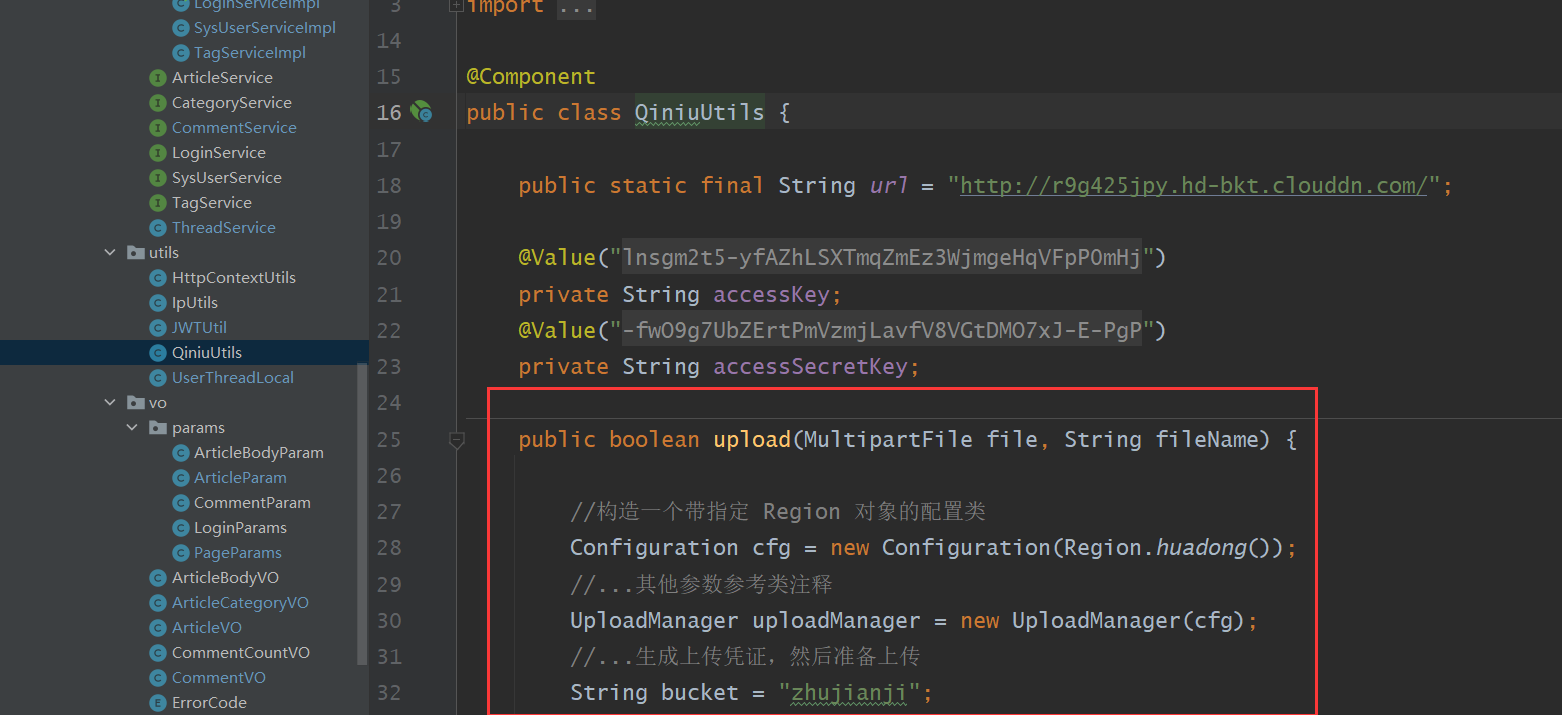 LoginServiceImpl
SysUserServiceImpl
TagServiceImpl
ArticleService
CategoryService
CommentService
LoginService
SysUserService
TagService
ThreadService
utils
HttpContextUtils
IpUtils
JWTUtil
QiniuUtils
UserThreadLocal
vo
params
ArticleBodyParam
ArticleParam
CommentParam
LoginParams
PageParams
ArticleBodyVO
ArticleCategoryVO
ArticleVO
CommentCountVO
CommentVO
ErrorCode
3 import ...
14
15 @Component
16 public class QiniuUtils {
17
18 public static final String url = "http://r9g425jpy.hd-bkt.clouddn.com/";
19
20 @Value("lnsgm2t5-yfAZhLSXTmqZmEz3WjmgeHqVFpP0mHj")
21 private String accessKey;
22 @Value("-fwO9g7UbZErtPmVzmjLavfV8VGtDMO7xJ-E-PgP")
23 private String accessSecretKey;
24
25 public boolean upload(MultipartFile file, String fileName) {
26
27 //构造一个带指定 Region 对象的配置类
28 Configuration cfg = new Configuration(Region.huadong());
29 //...其他参数参考类注释
30 UploadManager uploadManager = new UploadManager(cfg);
31 //...生成上传凭证，然后准备上传
32 String bucket = "zhujianji";